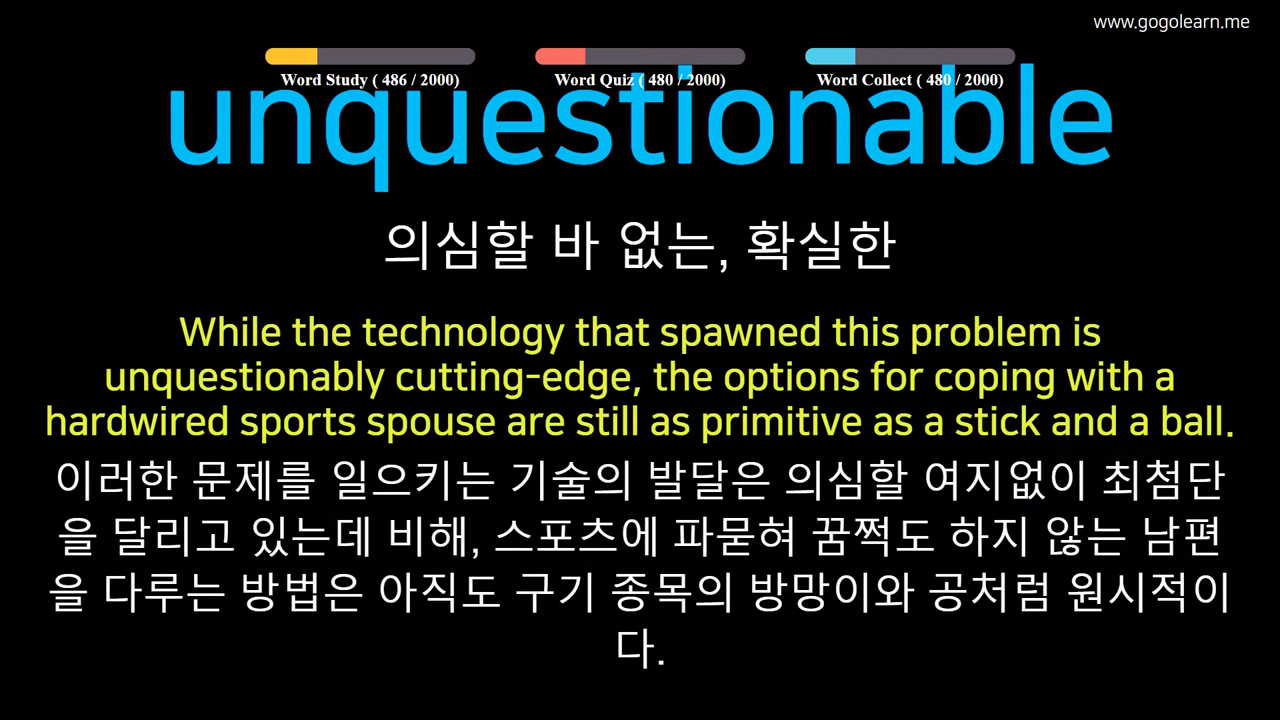 www.gogolearn.me
Word Study ( 486 / 2000)
Word Quiz ( 480 / 2000)
Word Collect ( 480 / 2000)
unquestionable
의심할 바 없는, 확실한
While the technology that spawned this problem is
unquestionably cutting-edge, the options for coping with a
hardwired sports spouse are still as primitive as a stick and a ball.
이러한 문제를 일으키는 기술의 발달은 의심할 여지없이 최첨단
을 달리고 있는데 비해, 스포츠에 파묻혀 꿈쩍도 하지 않는 남편
을 다루는 방법은 아직도 구기 종목의 방망이와 공처럼 원시적이
다.